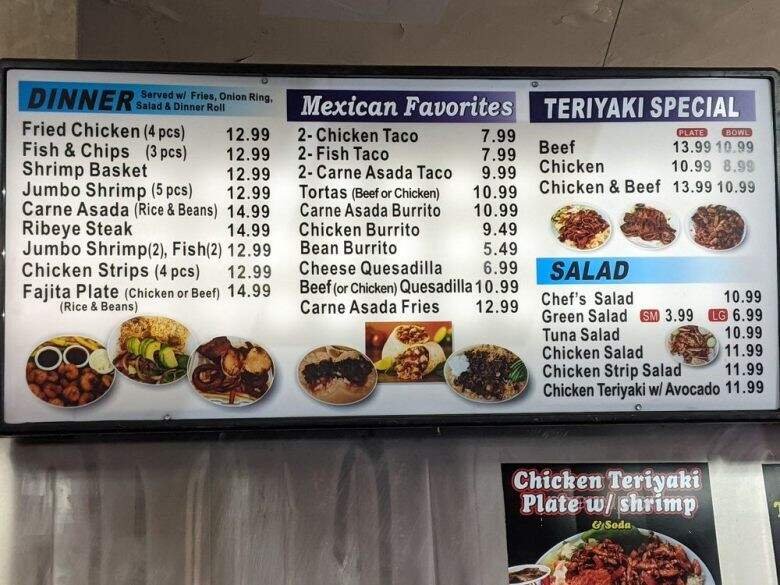 DINNER Served w/ Fries, Onion Ring,
Salad & Dinner Roll
Fried Chicken (4 pcs) 12.99
Fish & Chips (3 pcs) 12.99
Shrimp Basket 12.99
Jumbo Shrimp (5 pcs) 12.99
Carne Asada (Rice & Beans) 14.99
Ribeye Steak 14.99
Jumbo Shrimp(2), Fish(2) 12.99
Chicken Strips (4 pcs) 12.99
Fajita Plate (Chicken or Beef) 14.99
(Rice & Beans)
Mexican Favorites
2- Chicken Taco 7.99
2- Fish Taco 7.99
2- Carne Asada Taco 9.99
Tortas (Beef or Chicken) 10.99
Carne Asada Burrito 10.99
Chicken Burrito 9.49
Bean Burrito 5.49
Cheese Quesadilla 6.99
Beef (or Chicken) Quesadilla 10.99
Carne Asada Fries 12.99
TERIYAKI SPECIAL
PLATE BOWL
Beef 13.99 10.99
Chicken 10.99 8.99
Chicken & Beef 13.99 10.99
SALAD
Chef's Salad 10.99
Green Salad SM 3.99 LG 6.99
Tuna Salad 10.99
Chicken Salad 11.99
Chicken Strip Salad 11.99
Chicken Teriyaki w/ Avocado 11.99
Chicken Teriyaki
Plate w/ shrimp
& Soda